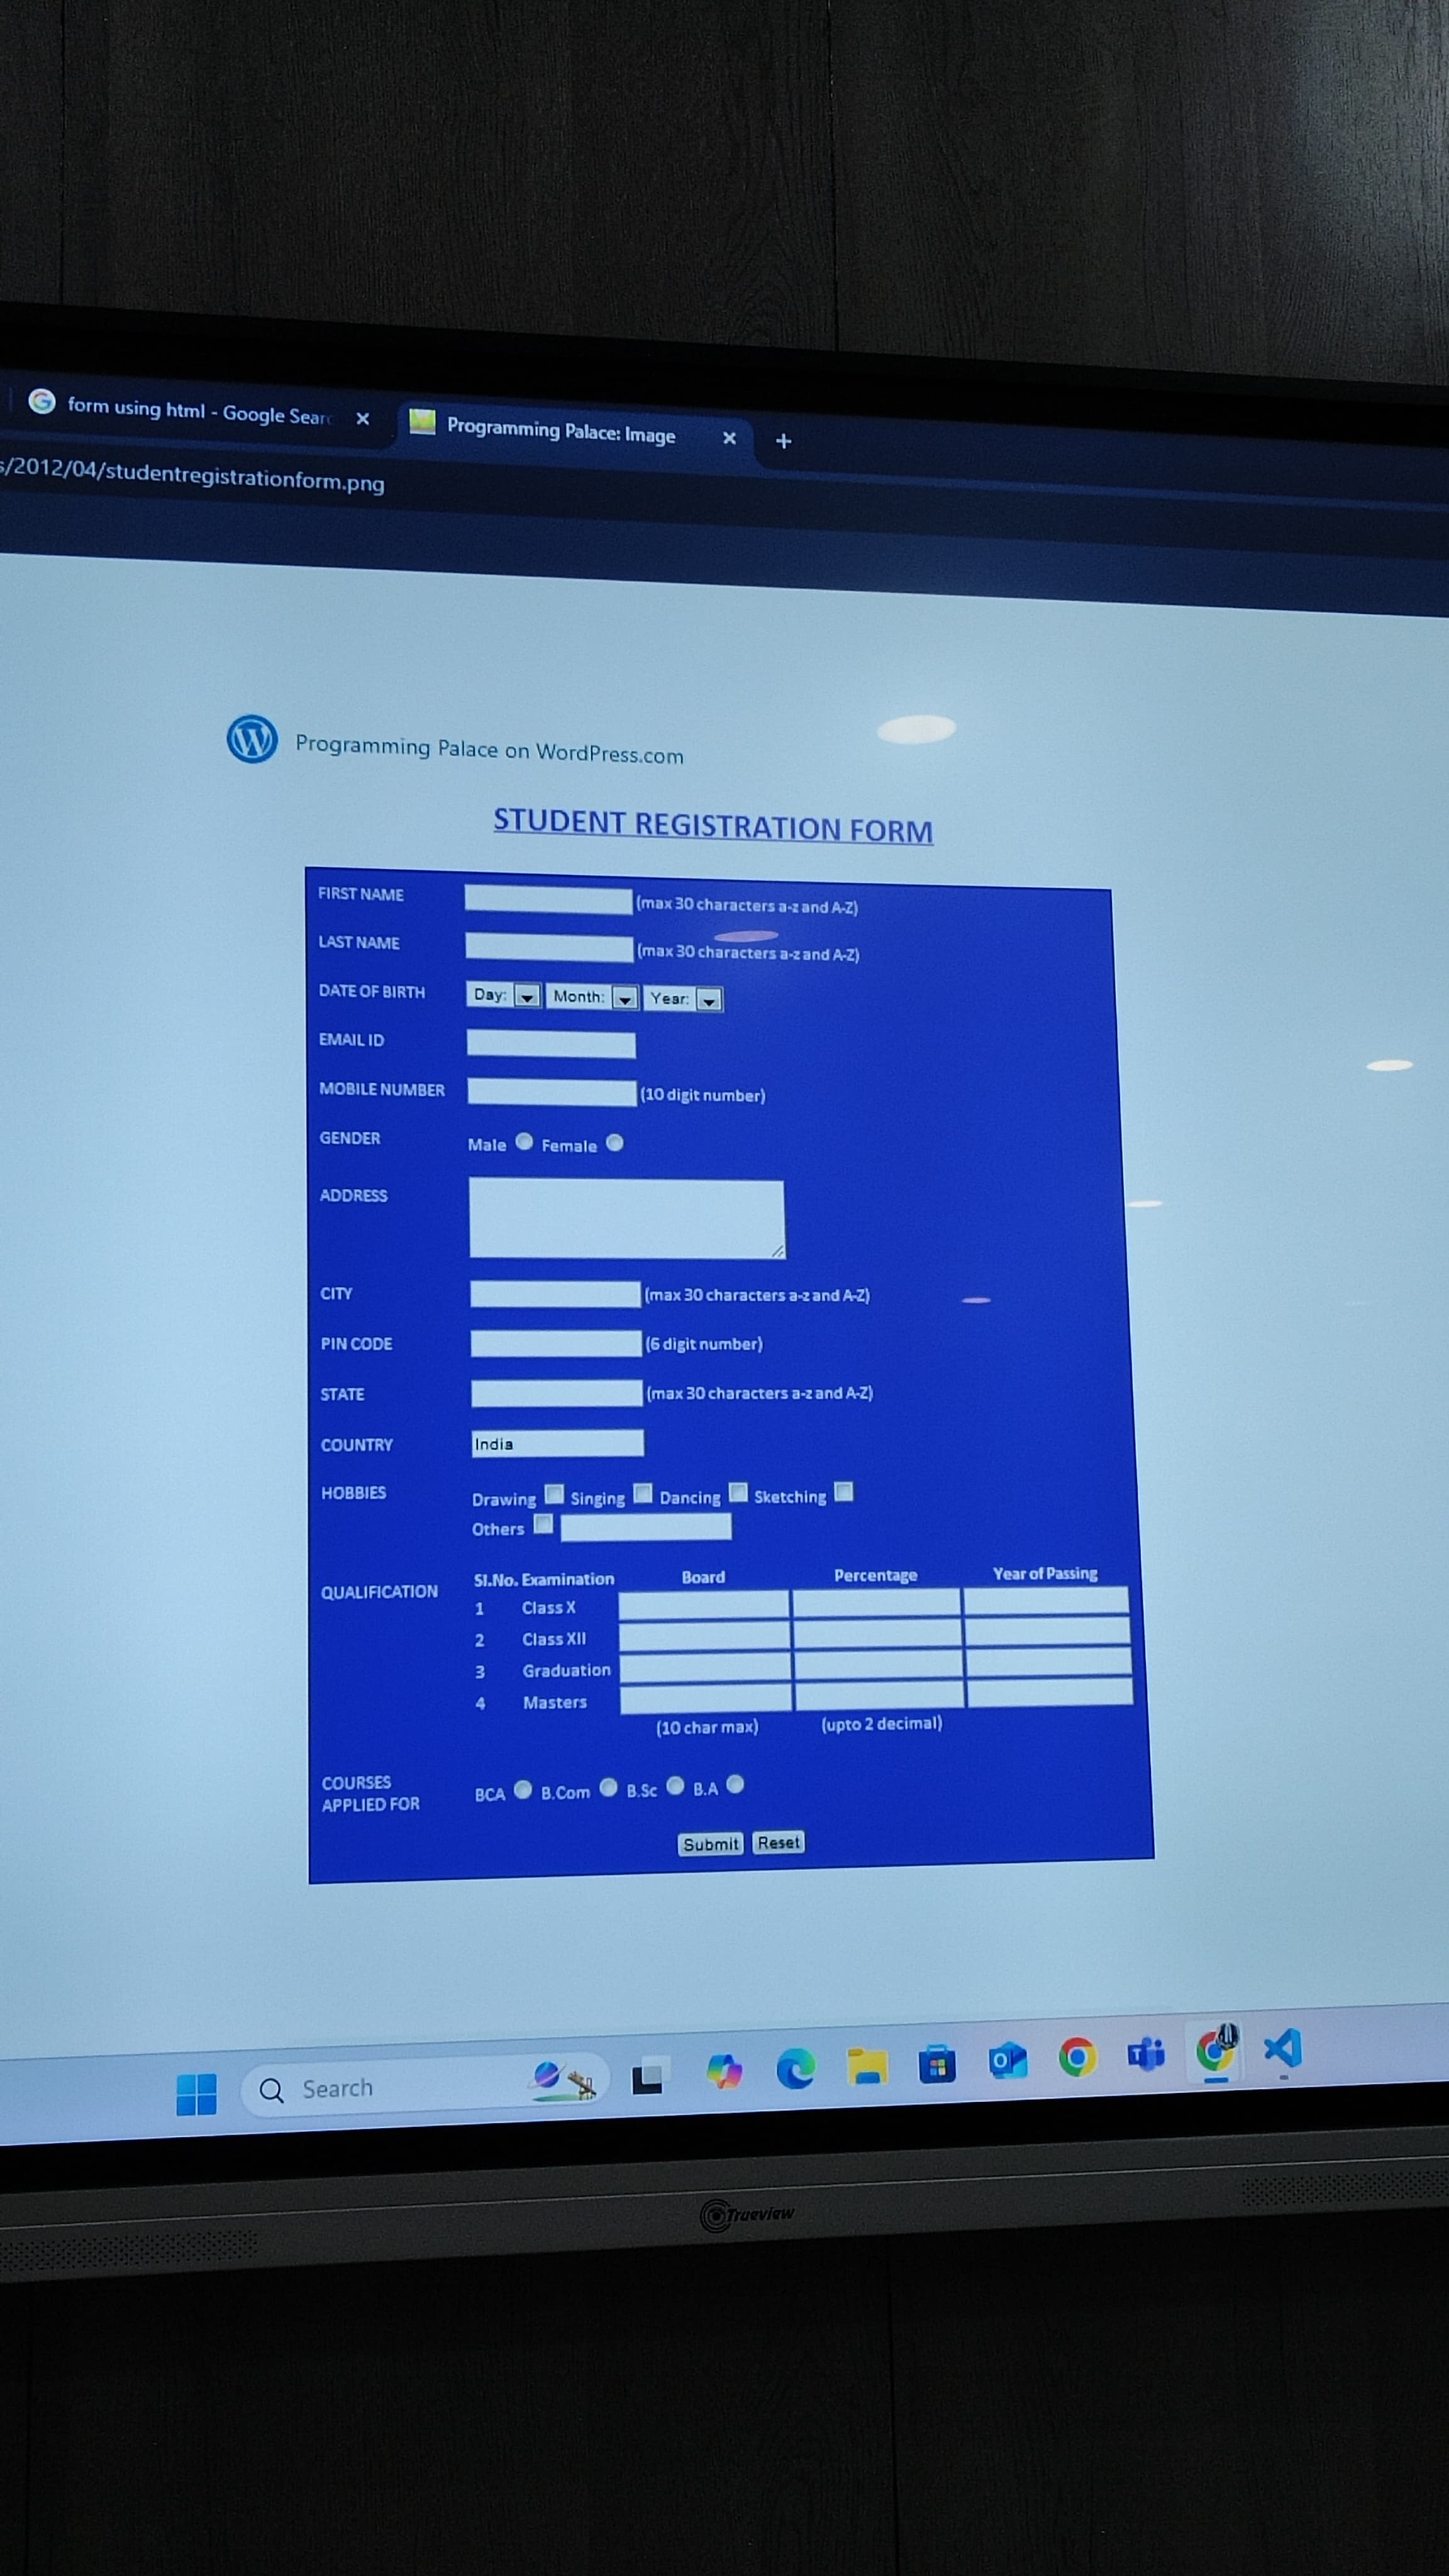 form using html - Google Sear
Programming Palace: Image
s/2012/04/studentregistrationform.png
Programming Palace on WordPress.com
STUDENT REGISTRATION FORM
FIRST NAME (max 30 characters a-z and A-Z)
LAST NAME (max 30 characters a-z and A-Z)
DATE OF BIRTH Day: Month: Year:
EMAIL ID
MOBILE NUMBER (10 digit number)
GENDER Male Female
ADDRESS
CITY (max 30 characters a-z and A-Z)
PIN CODE (6 digit number)
STATE (max 30 characters a-z and A-Z)
COUNTRY India
HOBBIES Drawing Singing Dancing Sketching
Others
QUALIFICATION Sl.No. Examination Board Percentage Year of Passing
1 Class X
2 Class XII
3 Graduation
4 Masters
(10 char max) (upto 2 decimal)
COURSES
APPLIED FOR BCA B.Com B.Sc B.A
Submit Reset
Search
Trueview